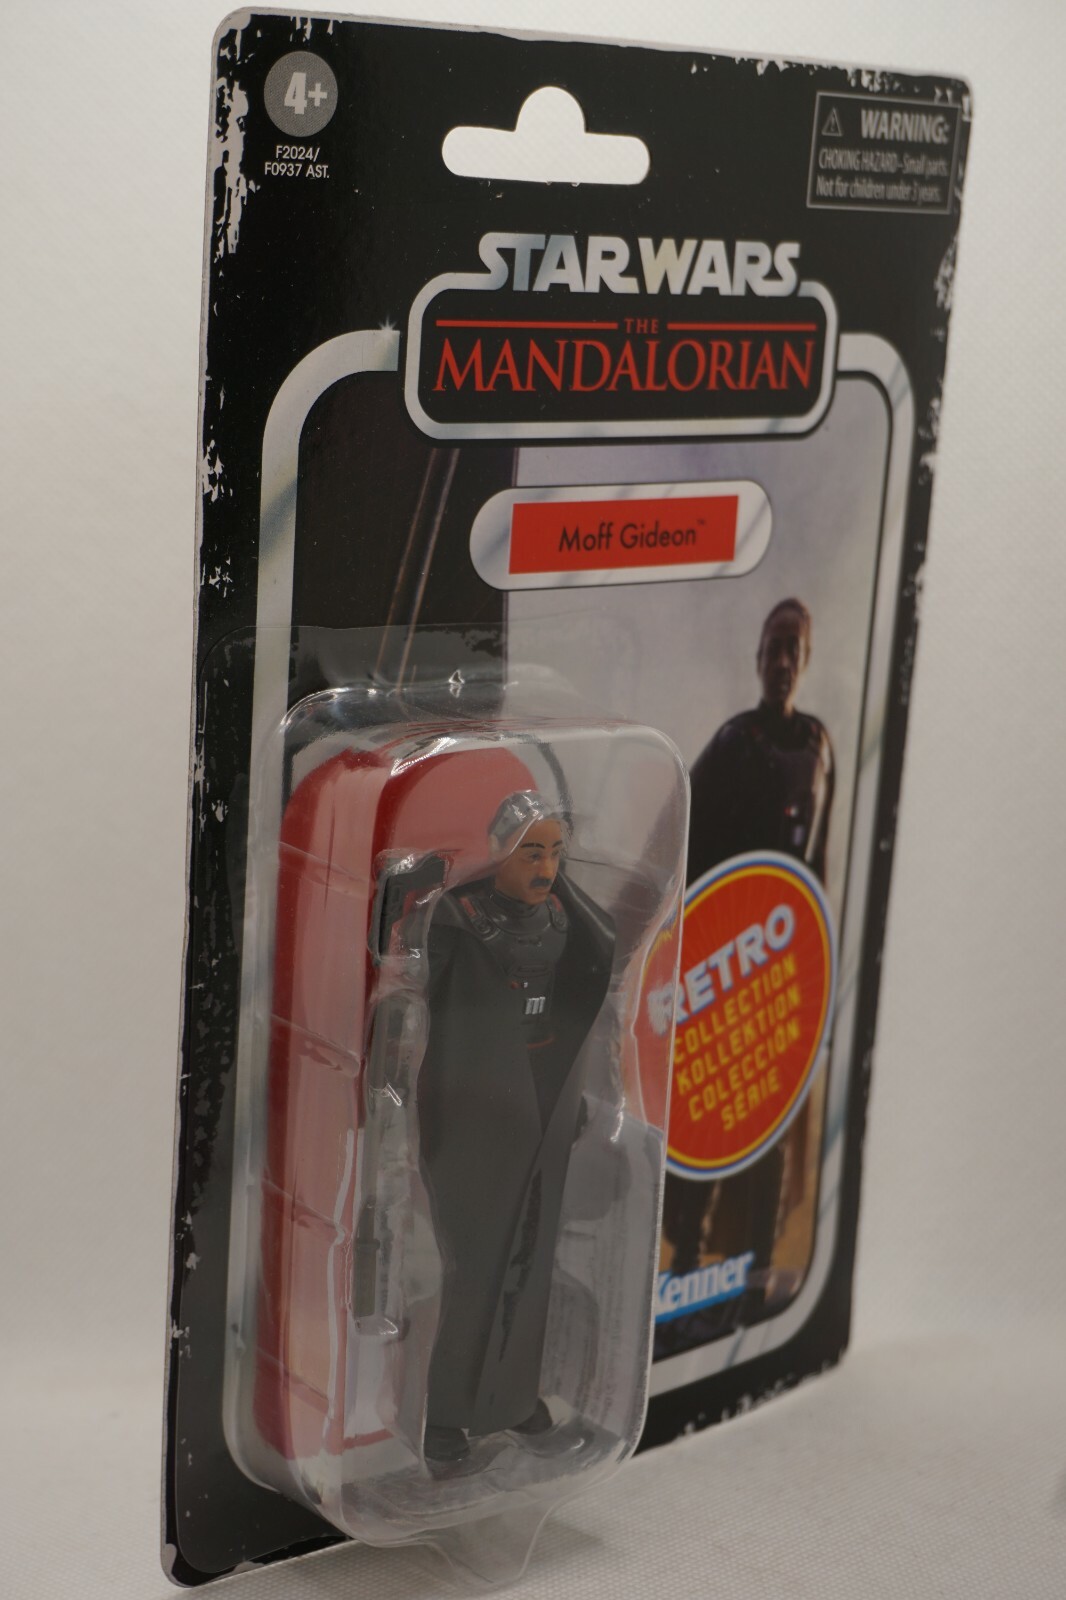 4+
F2024/
F0937 AST.
WARNING:
CHOKING HAZARD–Small parts.
Not for children under 3 years.
STAR WARS
THE
MANDALORIAN
Moff Gideon™
RETRO
COLLECTION
KOLLEKTION
COLECCIÓN
SÉRIE
Kenner